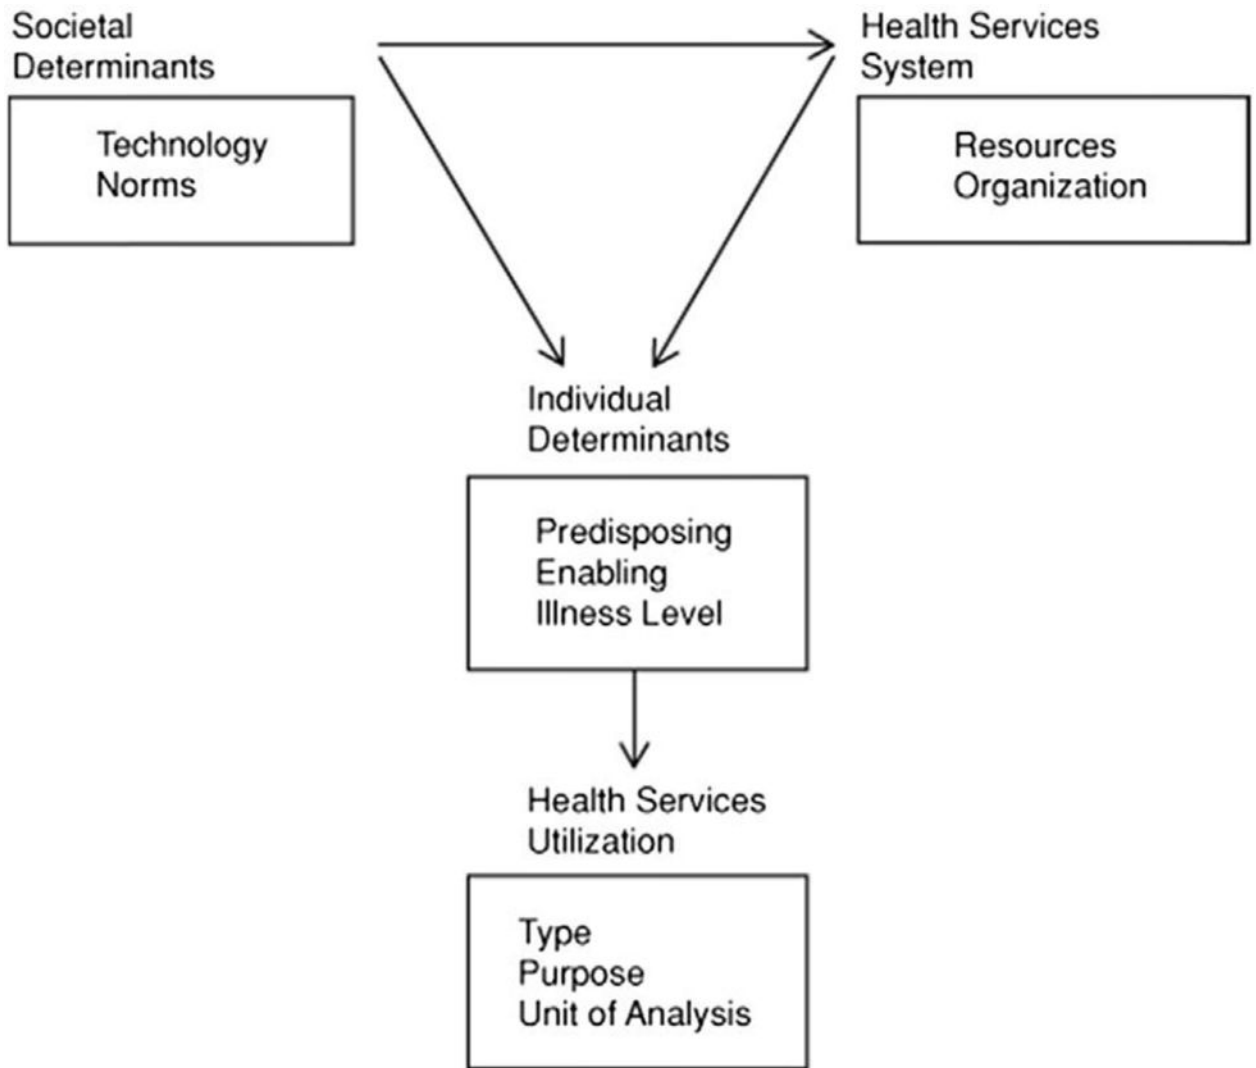 Societal
Determinants
Technology
Norms
Health Services
System
Resources
Organization
Individual
Determinants
Predisposing
Enabling
Illness Level
Health Services
Utilization
Type
Purpose
Unit of Analysis